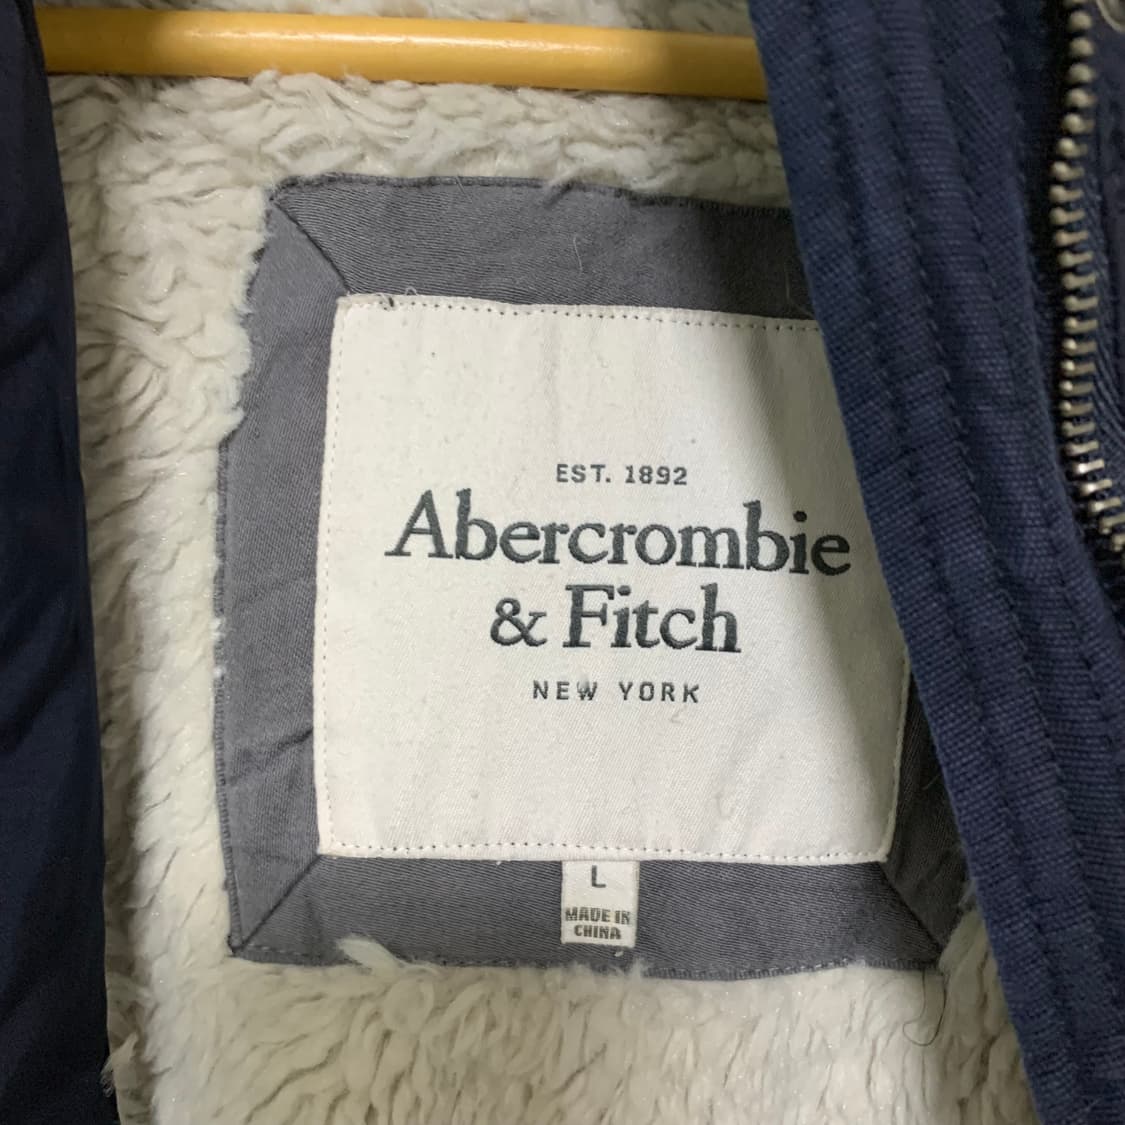 EST. 1892
Abercrombie
& Fitch
NEW YORK
L
MADE IN
CHINA